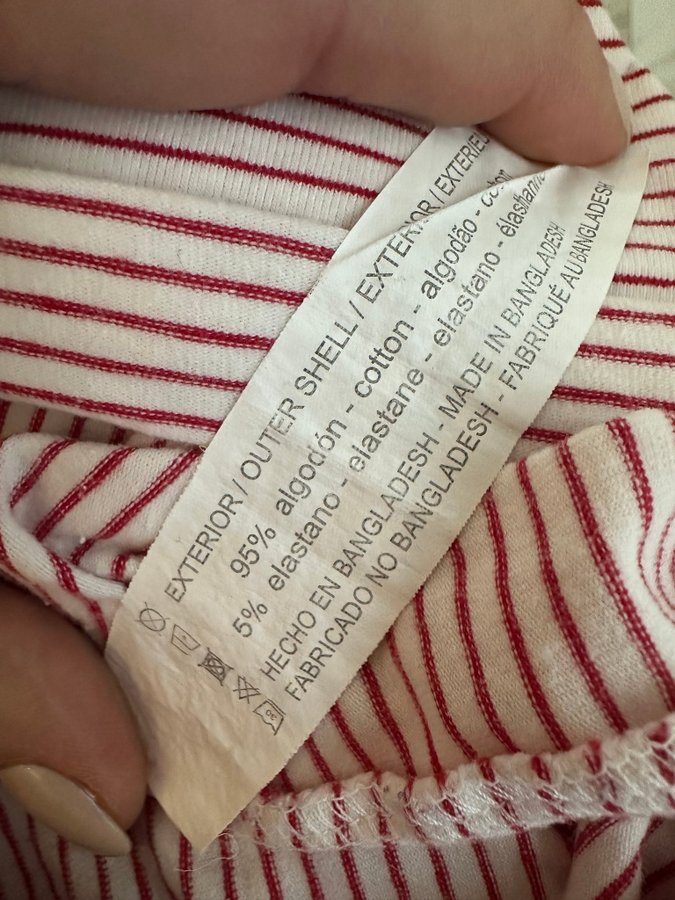 EXTERIOR / OUTER SHELL / EXTERIOR / EXTERIEU
95% algodón - cotton - algodão - coton
5% elastano - elastane - elastano - élasthanne
HECHO EN BANGLADESH - MADE IN BANGLADESH
FABRICADO NO BANGLADESH - FABRIQUÉ AU BANGLADESH